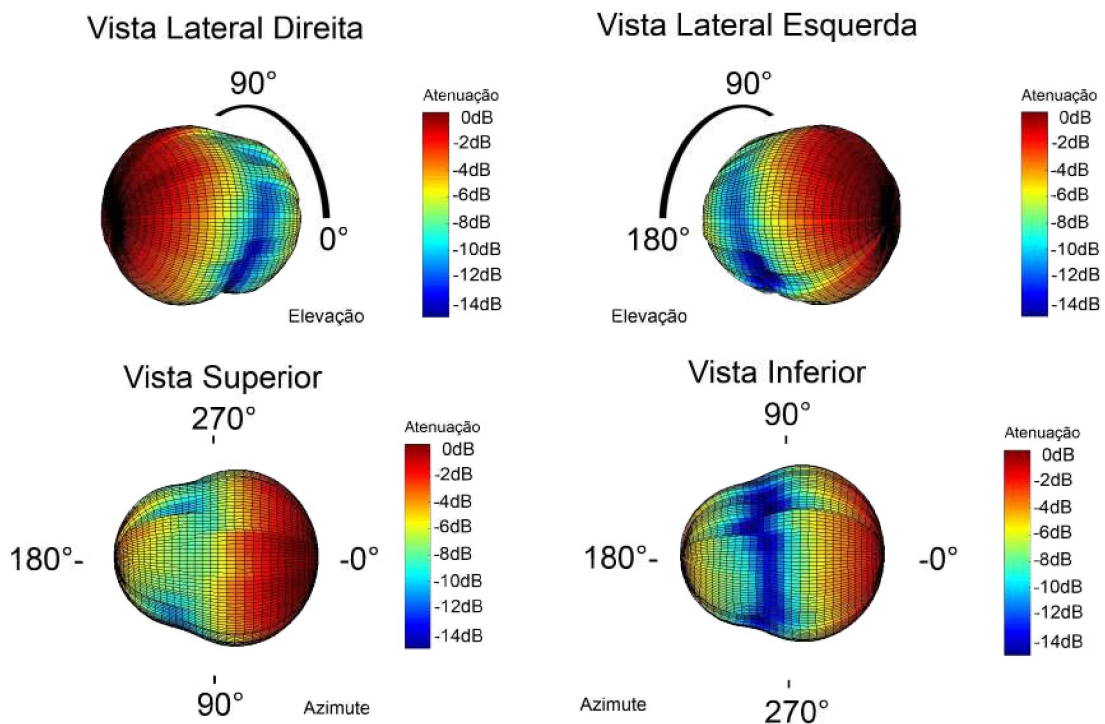 Vista Lateral Direita
90°
0°
Elevação
Atenuação
0dB
-2dB
-4dB
-6dB
-8dB
-10dB
-12dB
-14dB
Vista Lateral Esquerda
90°
180°
Elevação
Atenuação
0dB
-2dB
-4dB
-6dB
-8dB
-10dB
-12dB
-14dB
Vista Superior
270°
180°-
-0°
90°
Azimute
Atenuação
0dB
-2dB
-4dB
-6dB
-8dB
-10dB
-12dB
-14dB
Vista Inferior
90°
180°-
-0°
270°
Azimute
Atenuação
0dB
-2dB
-4dB
-6dB
-8dB
-10dB
-12dB
-14dB